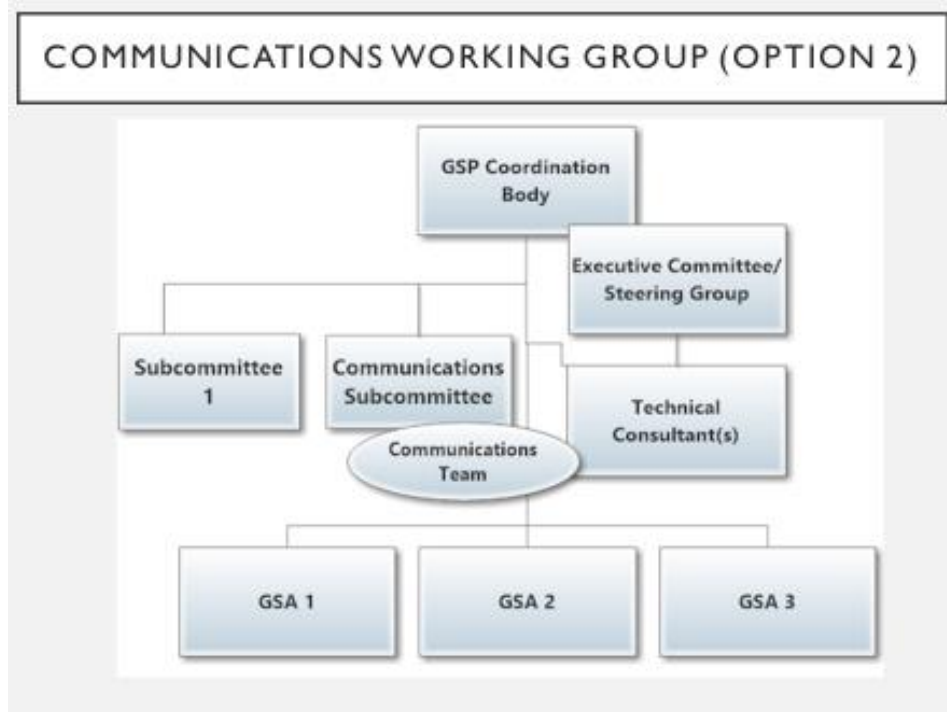 COMMUNICATIONS WORKING GROUP (OPTION 2)
GSP Coordination
Body
Executive Committee/
Steering Group
Subcommittee
1
Communications
Subcommittee
Technical
Consultant(s)
Communications
Team
GSA 1
GSA 2
GSA 3